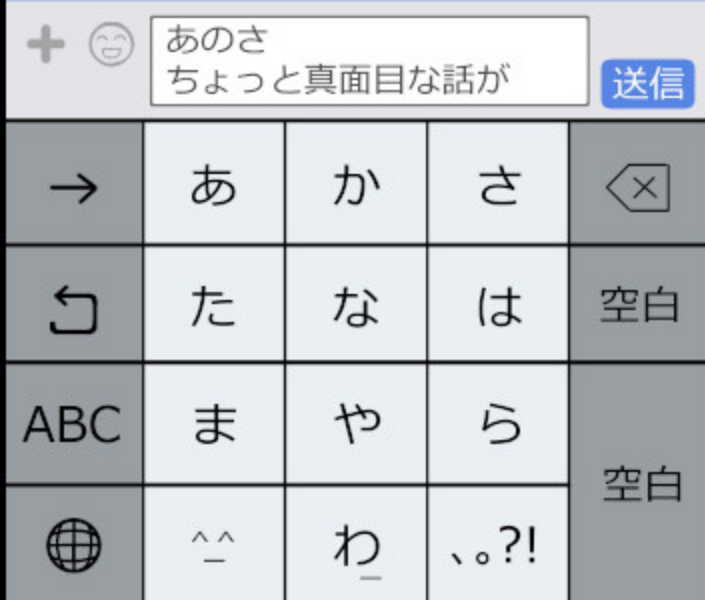 あのさ
ちょっと真面目な話が
送信
→ あ か さ
た な は 空白
ABC ま や ら 空白
^_^ わ 、。?!